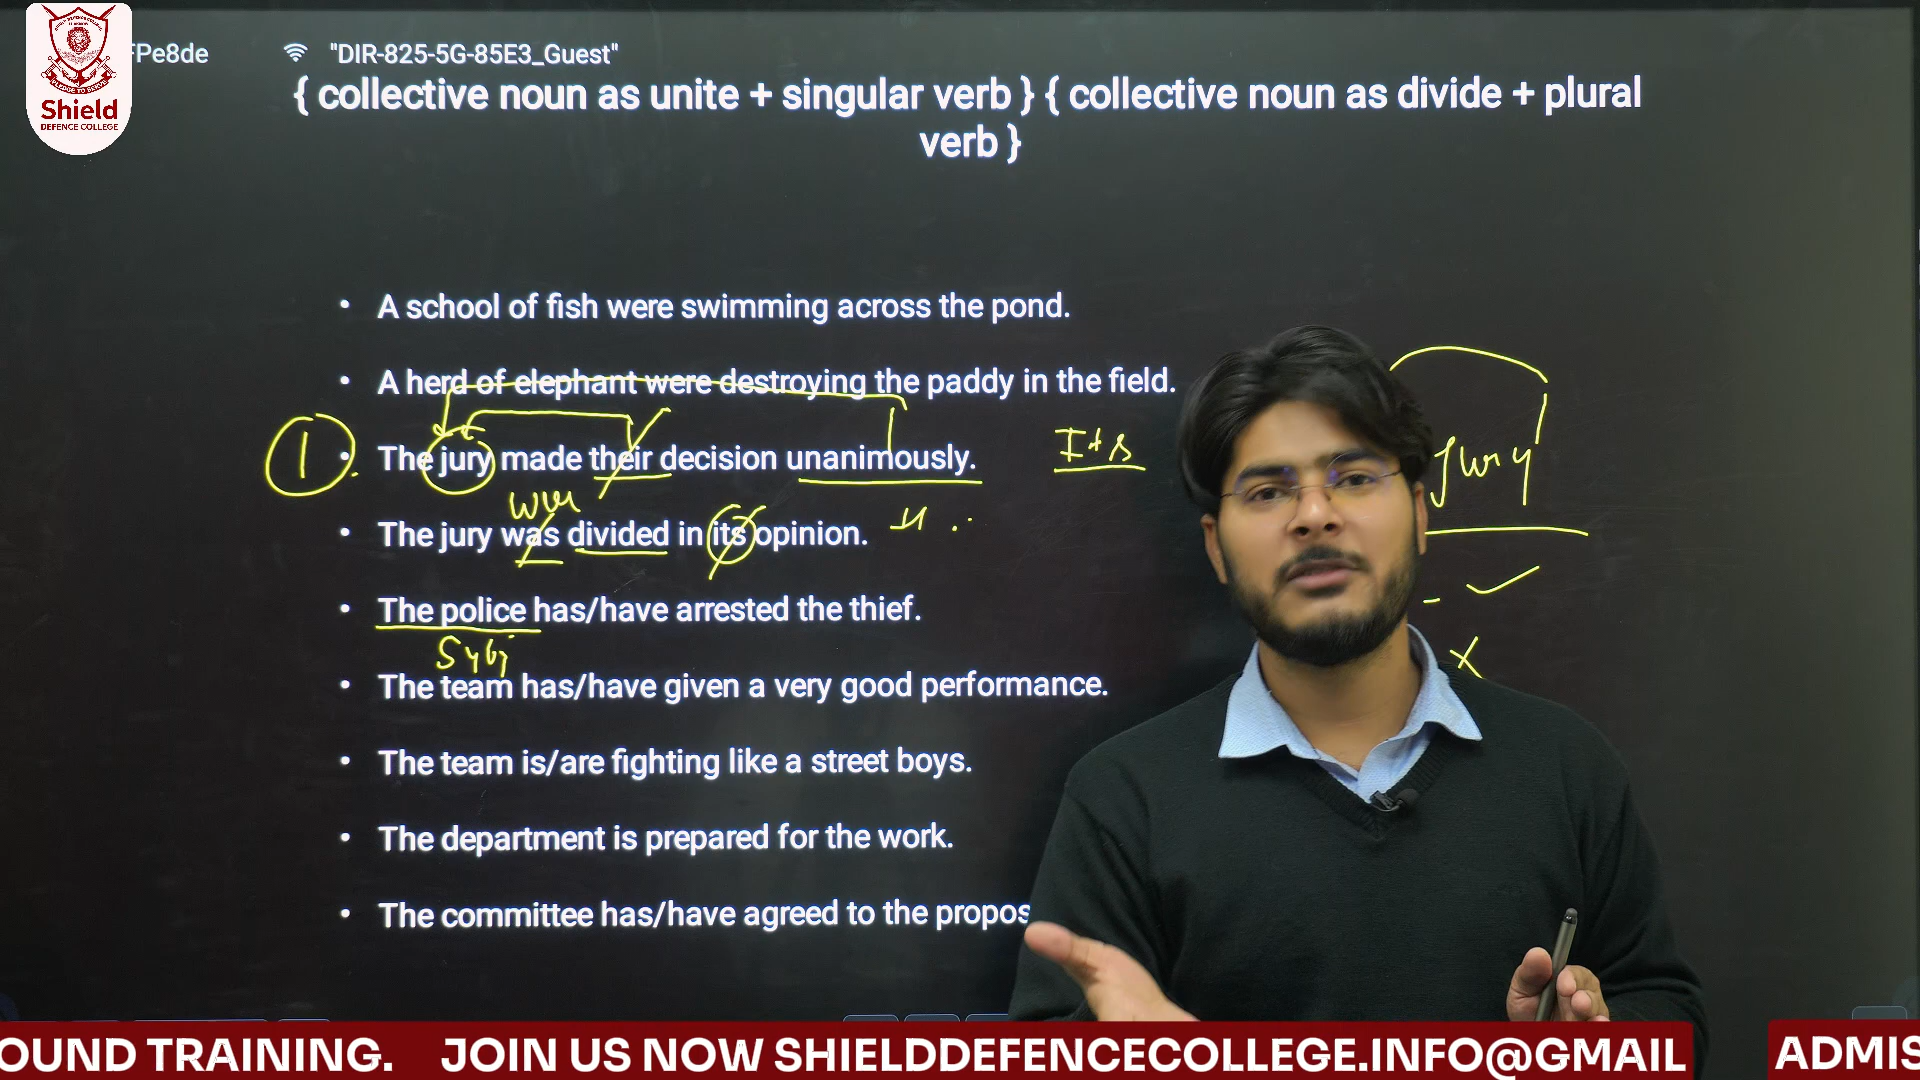 FPe8de "DIR-825-5G-85E3_Guest"
Shield
DEFENCE COLLEGE
{ collective noun as unite + singular verb } { collective noun as divide + plural
verb }
• A school of fish were swimming across the pond.
• A herd of elephant were destroying the paddy in the field.
1
• The jury made their decision unanimously.
Its
Jury
• The jury was divided in its opinion.
• The police has/have arrested the thief.
Subj
• The team has/have given a very good performance.
• The team is/are fighting like a street boys.
• The department is prepared for the work.
• The committee has/have agreed to the propos
OUND TRAINING. JOIN US NOW SHIELDDEFENCECOLLEGE.INFO@GMAIL ADMIS